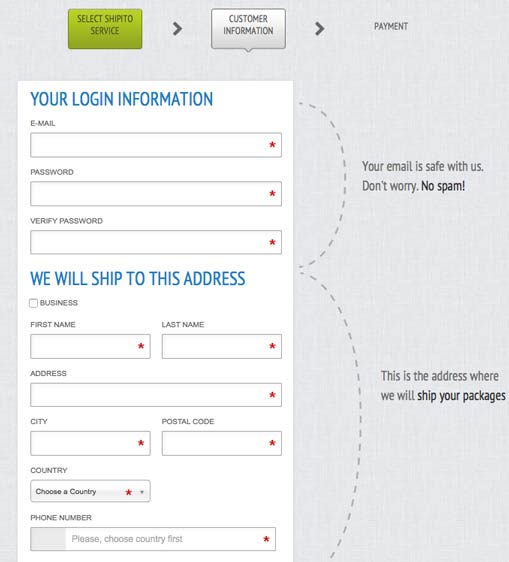 SELECT SHIPITO
SERVICE
CUSTOMER
INFORMATION
PAYMENT
YOUR LOGIN INFORMATION
E-MAIL
*
PASSWORD
*
VERIFY PASSWORD
*
Your email is safe with us.
Don't worry. No spam!
WE WILL SHIP TO THIS ADDRESS
BUSINESS
FIRST NAME LAST NAME
* *
ADDRESS
*
CITY POSTAL CODE
* *
COUNTRY
Choose a Country *
PHONE NUMBER
Please, choose country first *
This is the address where
we will ship your packages